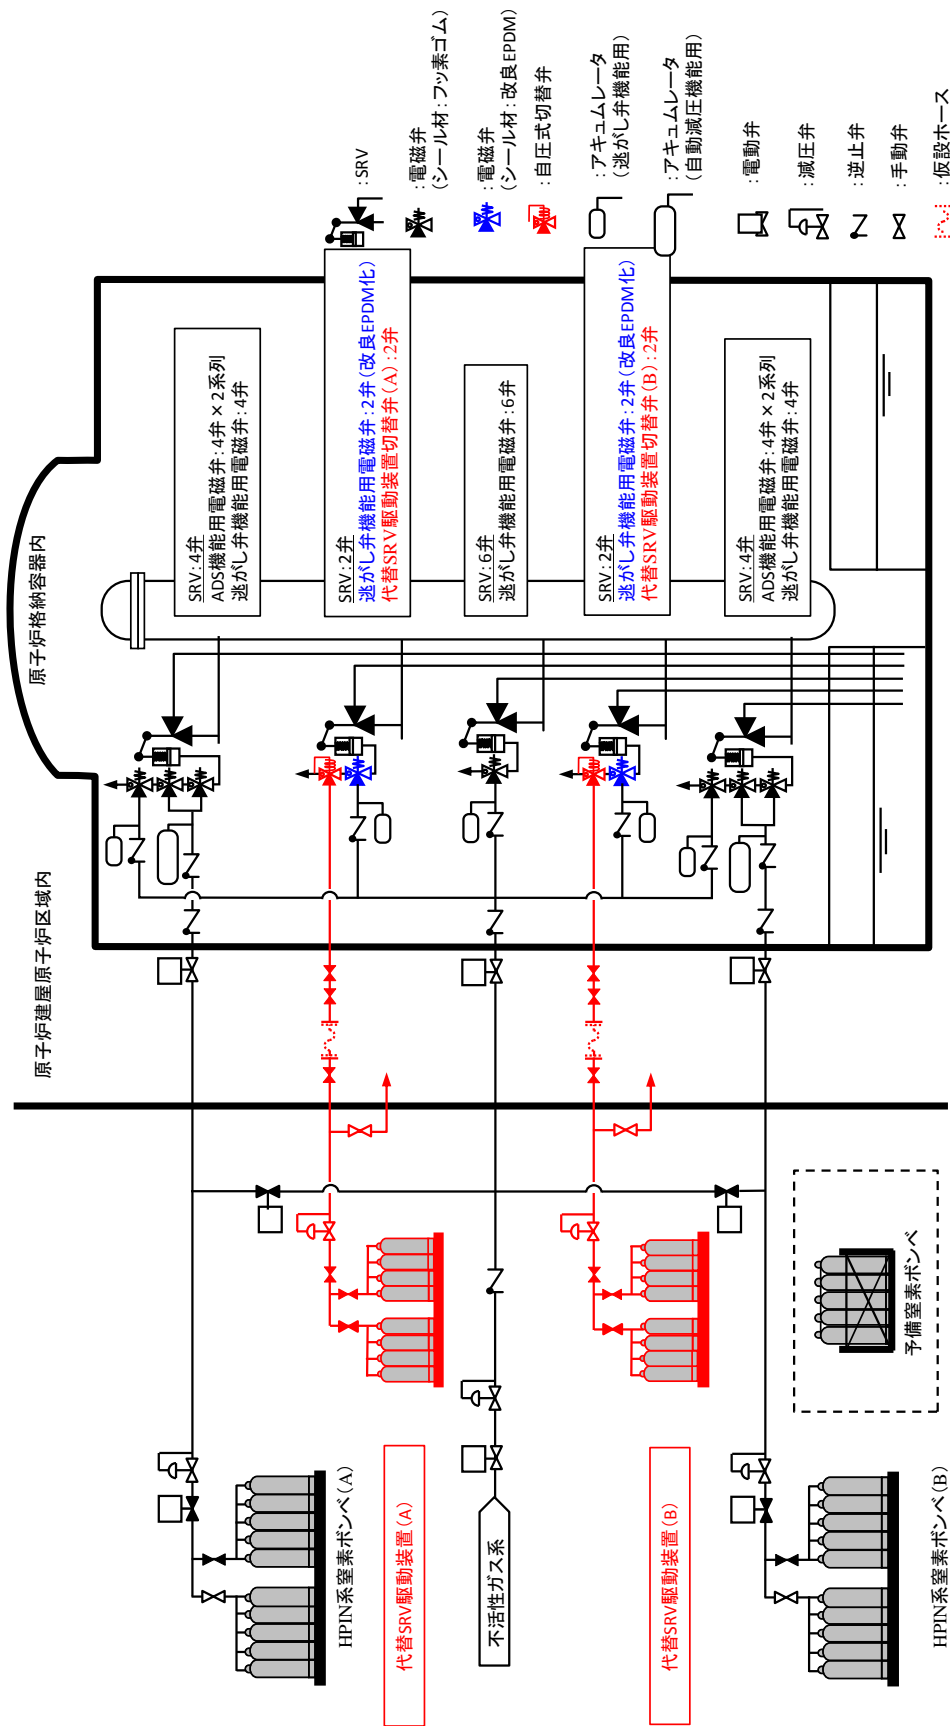 原子炉格納容器内
原子炉建屋原子炉区域内
SRV:4弁
ADS機能用電磁弁:4弁×2系列
逃がし弁機能用電磁弁:4弁
SRV:2弁
逃がし弁機能用電磁弁:2弁(改良EPDM化)
代替SRV駆動装置切替弁(A):2弁
SRV:6弁
逃がし弁機能用電磁弁:6弁
SRV:2弁
逃がし弁機能用電磁弁:2弁(改良EPDM化)
代替SRV駆動装置切替弁(B):2弁
SRV:4弁
ADS機能用電磁弁:4弁×2系列
逃がし弁機能用電磁弁:4弁
:SRV
:電磁弁
(シール材:フッ素ゴム)
:電磁弁
(シール材:改良EPDM)
:自圧式切替弁
:アキュムレータ
(逃がし弁機能用)
:アキュムレータ
(自動減圧機能用)
:電動弁
:減圧弁
:逆止弁
:手動弁
:仮設ホース
HPIN系窒素ボンベ(A)
代替SRV駆動装置(A)
不活性ガス系
代替SRV駆動装置(B)
予備窒素ボンベ
HPIN系窒素ボンベ(B)